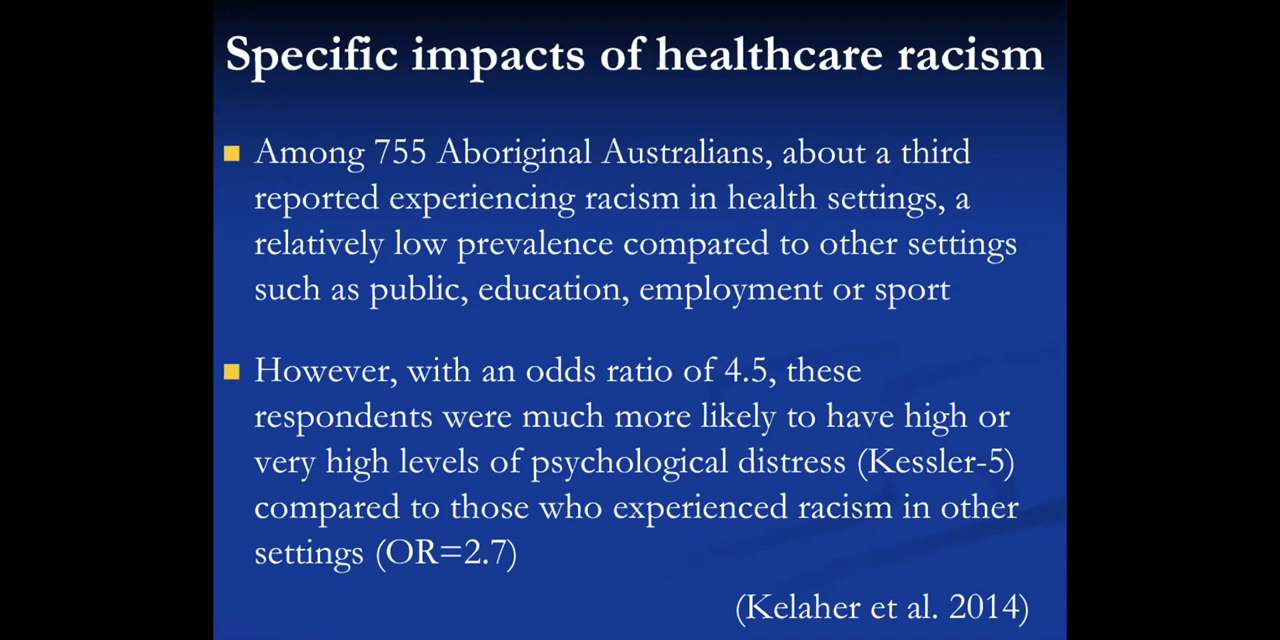 Specific impacts of healthcare racism
Among 755 Aboriginal Australians, about a third
reported experiencing racism in health settings, a
relatively low prevalence compared to other settings
such as public, education, employment or sport
However, with an odds ratio of 4.5, these
respondents were much more likely to have high or
very high levels of psychological distress (Kessler-5)
compared to those who experienced racism in other
settings (OR=2.7)
(Kelaher et al. 2014)